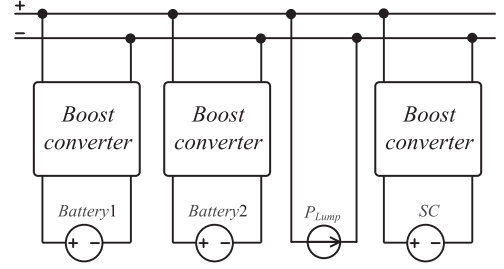 +
−
Boost
converter
Boost
converter
Boost
converter
Battery1
Battery2
P_Lump
SC
+ −
+ −
+ −